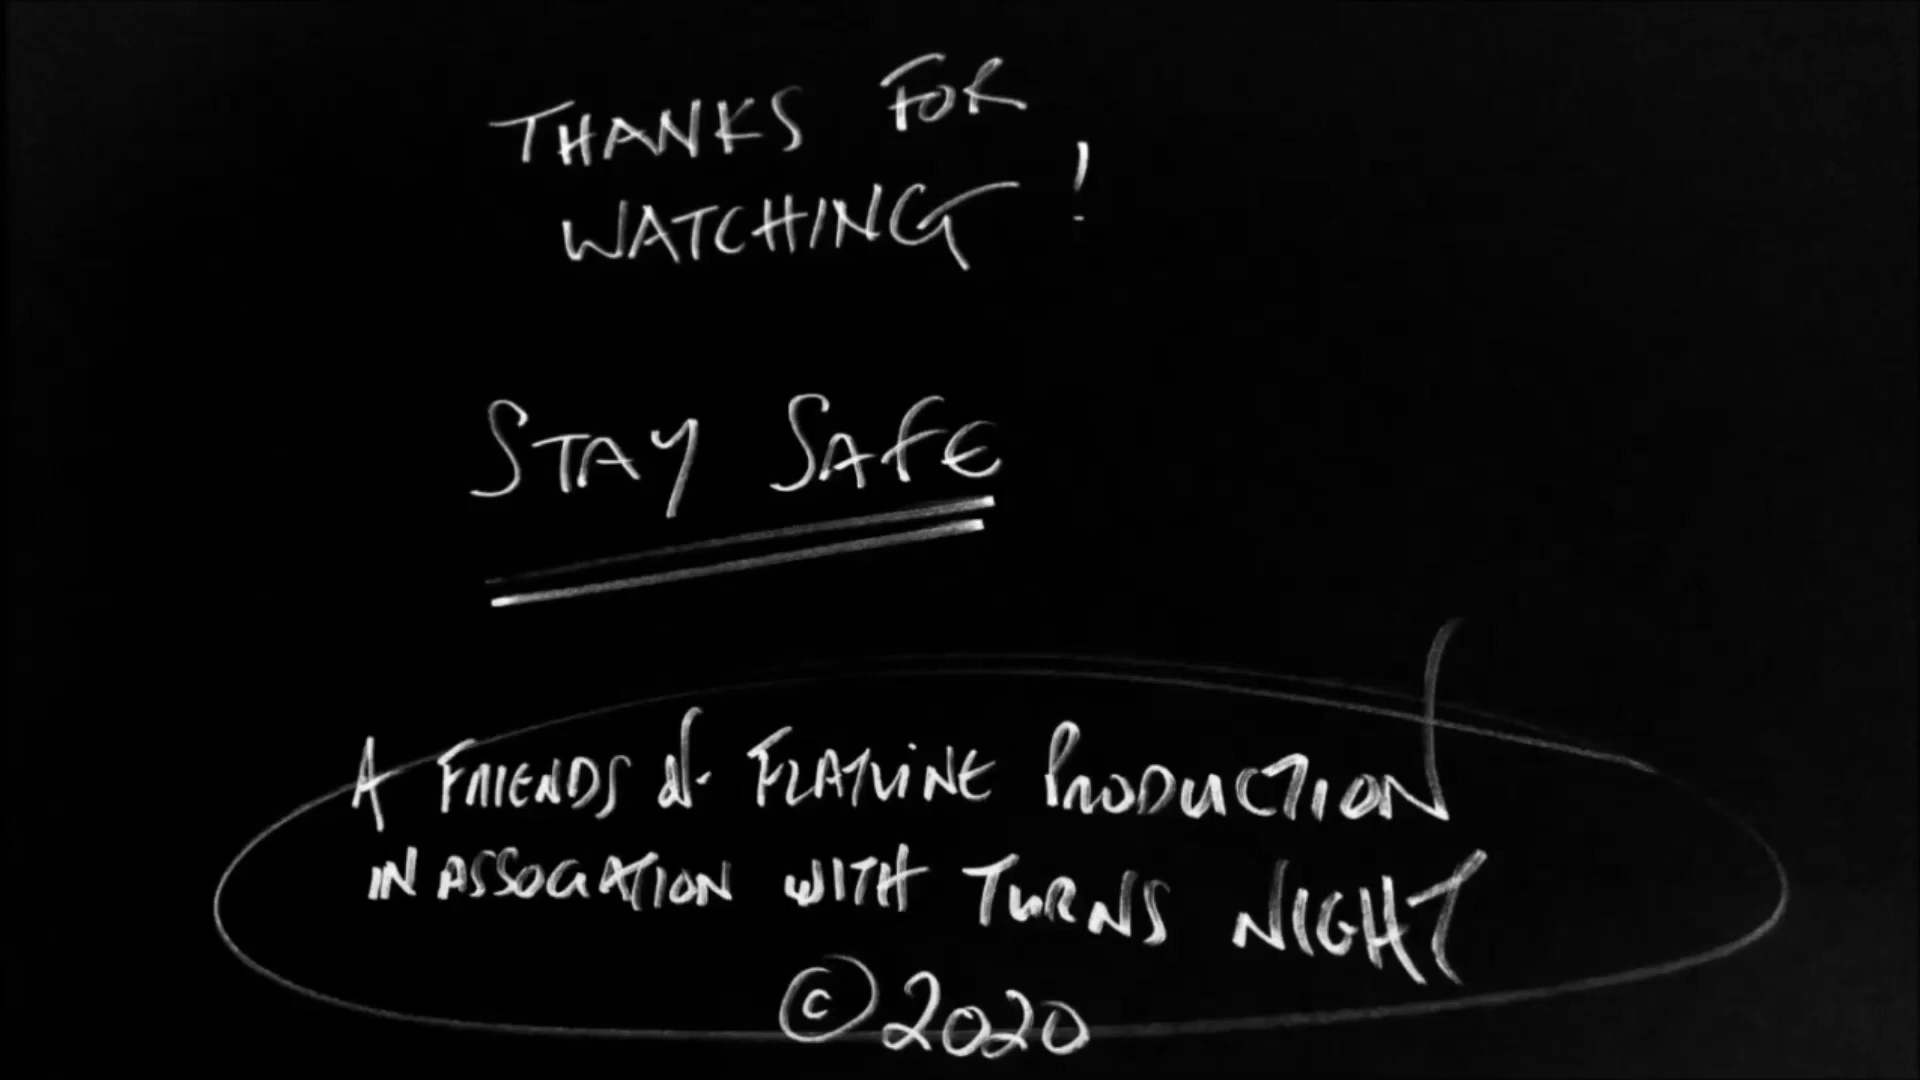 THANKS FOR
WATCHING!
STAY SAFE
A FRIENDS of FLATLINE PRODUCTION
IN ASSOCIATION WITH TURNS NIGHT
© 2020